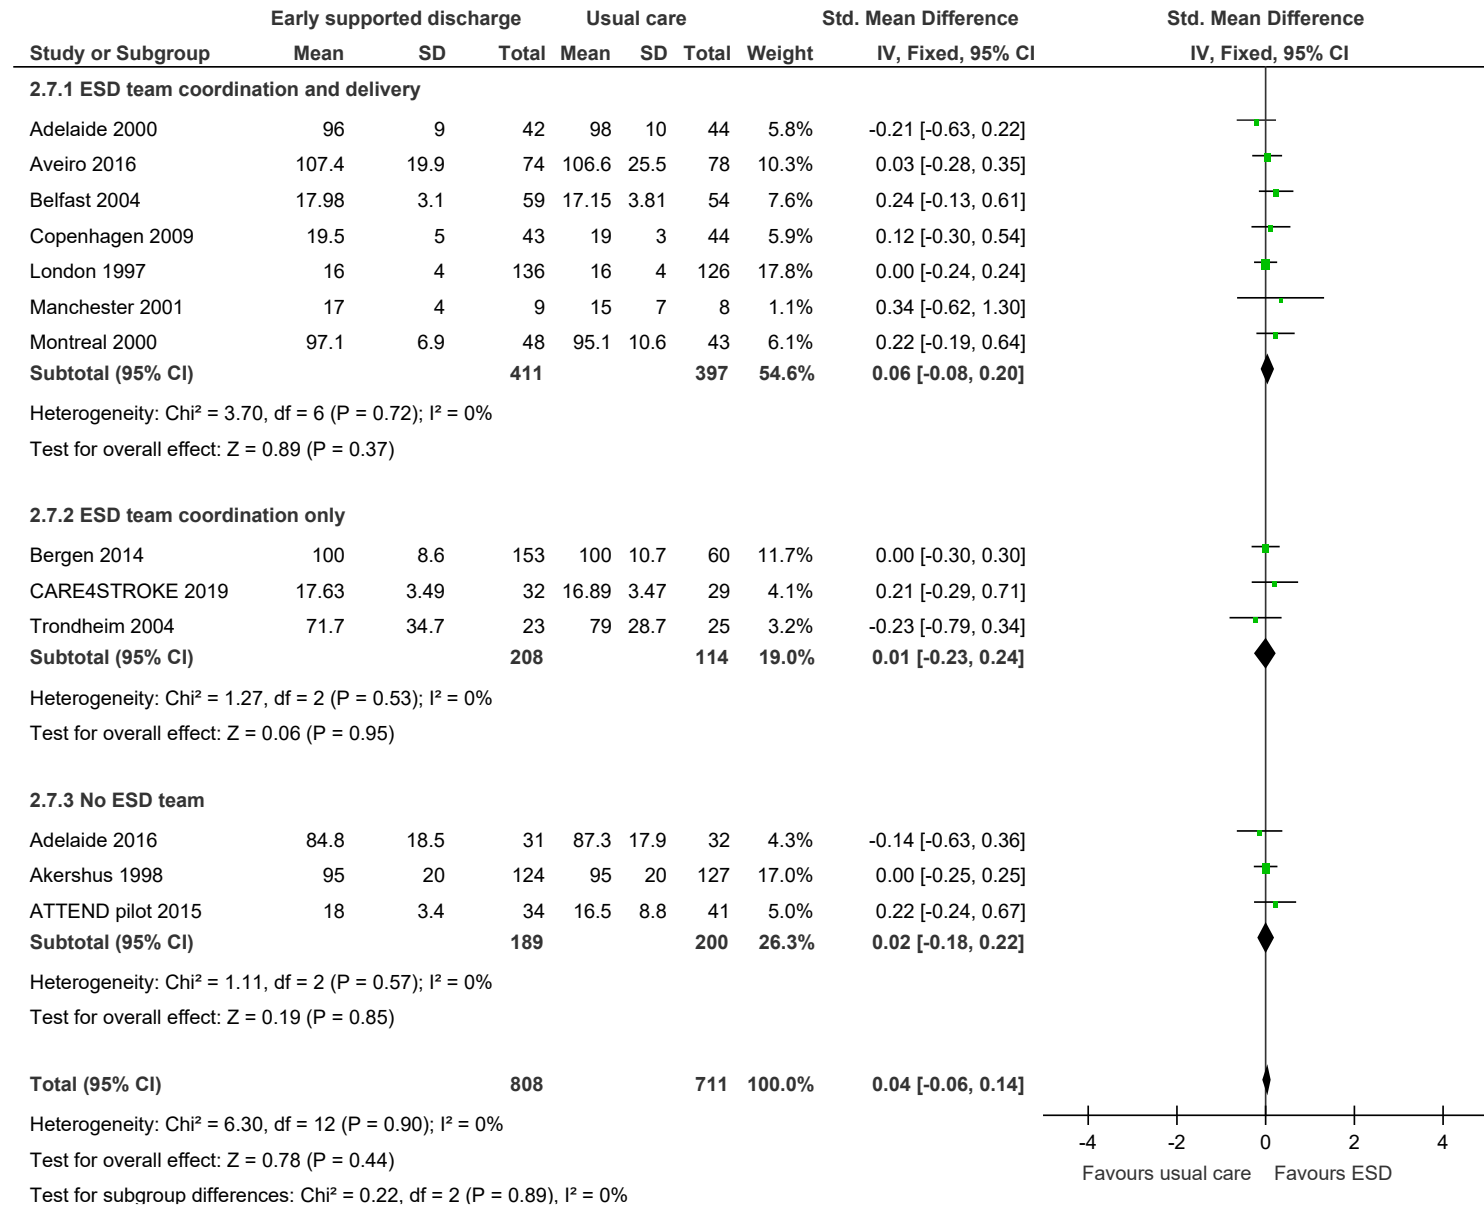 Early supported discharge Usual care Std. Mean Difference Std. Mean Difference
Study or Subgroup Mean SD Total Mean SD Total Weight IV, Fixed, 95% CI IV, Fixed, 95% CI
2.7.1 ESD team coordination and delivery
Adelaide 2000 96 9 42 98 10 44 5.8% -0.21 [-0.63, 0.22]
Aveiro 2016 107.4 19.9 74 106.6 25.5 78 10.3% 0.03 [-0.28, 0.35]
Belfast 2004 17.98 3.1 59 17.15 3.81 54 7.6% 0.24 [-0.13, 0.61]
Copenhagen 2009 19.5 5 43 19 3 44 5.9% 0.12 [-0.30, 0.54]
London 1997 16 4 136 16 4 126 17.8% 0.00 [-0.24, 0.24]
Manchester 2001 17 4 9 15 7 8 1.1% 0.34 [-0.62, 1.30]
Montreal 2000 97.1 6.9 48 95.1 10.6 43 6.1% 0.22 [-0.19, 0.64]
Subtotal (95% CI) 411 397 54.6% 0.06 [-0.08, 0.20]
Heterogeneity: Chi² = 3.70, df = 6 (P = 0.72); I² = 0%
Test for overall effect: Z = 0.89 (P = 0.37)
2.7.2 ESD team coordination only
Bergen 2014 100 8.6 153 100 10.7 60 11.7% 0.00 [-0.30, 0.30]
CARE4STROKE 2019 17.63 3.49 32 16.89 3.47 29 4.1% 0.21 [-0.29, 0.71]
Trondheim 2004 71.7 34.7 23 79 28.7 25 3.2% -0.23 [-0.79, 0.34]
Subtotal (95% CI) 208 114 19.0% 0.01 [-0.23, 0.24]
Heterogeneity: Chi² = 1.27, df = 2 (P = 0.53); I² = 0%
Test for overall effect: Z = 0.06 (P = 0.95)
2.7.3 No ESD team
Adelaide 2016 84.8 18.5 31 87.3 17.9 32 4.3% -0.14 [-0.63, 0.36]
Akershus 1998 95 20 124 95 20 127 17.0% 0.00 [-0.25, 0.25]
ATTEND pilot 2015 18 3.4 34 16.5 8.8 41 5.0% 0.22 [-0.24, 0.67]
Subtotal (95% CI) 189 200 26.3% 0.02 [-0.18, 0.22]
Heterogeneity: Chi² = 1.11, df = 2 (P = 0.57); I² = 0%
Test for overall effect: Z = 0.19 (P = 0.85)
Total (95% CI) 808 711 100.0% 0.04 [-0.06, 0.14]
Heterogeneity: Chi² = 6.30, df = 12 (P = 0.90); I² = 0%
-4 -2 0 2 4
Test for overall effect: Z = 0.78 (P = 0.44)
Favours usual care Favours ESD
Test for subgroup differences: Chi² = 0.22, df = 2 (P = 0.89), I² = 0%